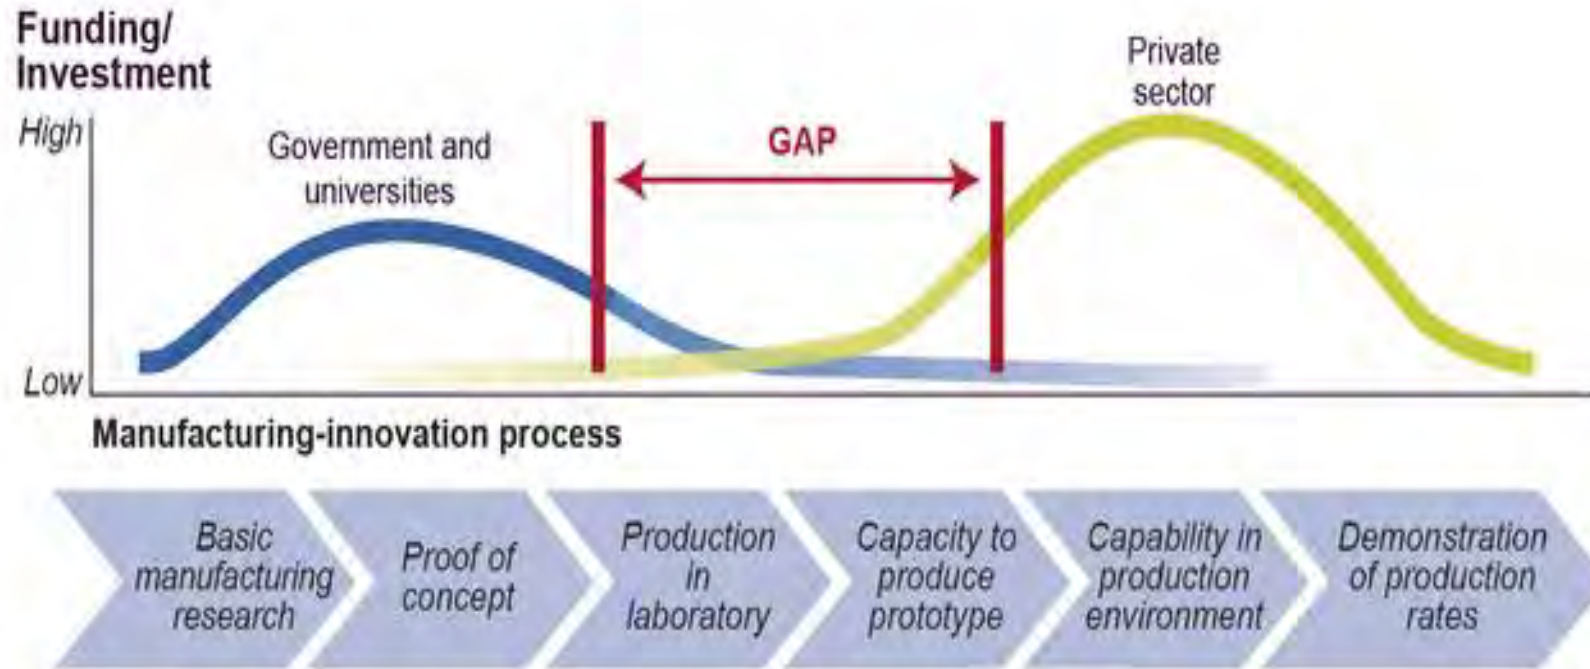 Funding/
Investment
High
Government and
universities
GAP
Private
sector
Low
Manufacturing-innovation process
Basic
manufacturing
research
Proof of
concept
Production
in
laboratory
Capacity to
produce
prototype
Capability in
production
environment
Demonstration
of production
rates